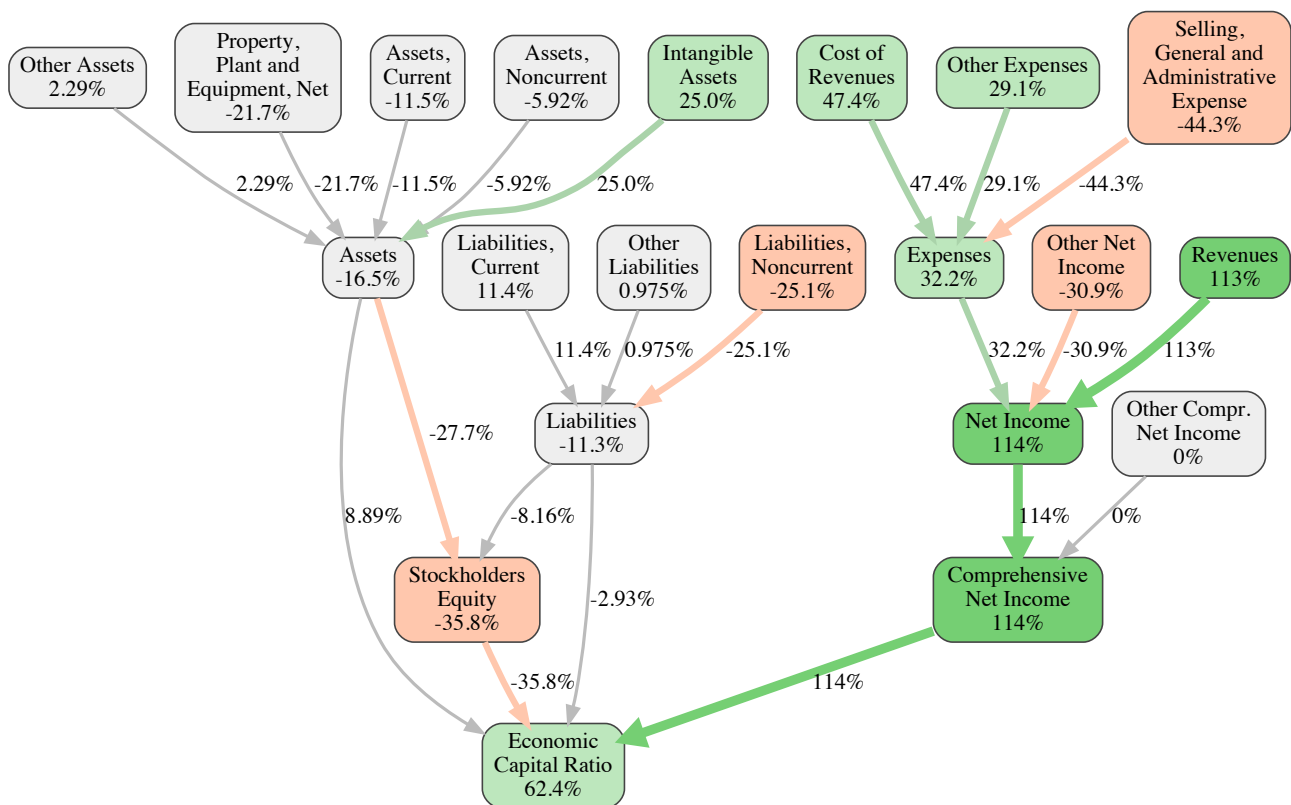 Other Assets
2.29%
Property,
Plant and
Equipment, Net
-21.7%
Assets,
Current
-11.5%
Assets,
Noncurrent
-5.92%
Intangible
Assets
25.0%
Cost of
Revenues
47.4%
Other Expenses
29.1%
Selling,
General and
Administrative
Expense
-44.3%
2.29%
-21.7%
-11.5%
-5.92%
25.0%
47.4%
29.1%
-44.3%
Assets
-16.5%
Liabilities,
Current
11.4%
Other
Liabilities
0.975%
Liabilities,
Noncurrent
-25.1%
Expenses
32.2%
Other Net
Income
-30.9%
Revenues
113%
11.4%
0.975%
-25.1%
32.2%
-30.9%
113%
-27.7%
Liabilities
-11.3%
Net Income
114%
Other Compr.
Net Income
0%
8.89%
-8.16%
114%
0%
Stockholders
Equity
-35.8%
-2.93%
Comprehensive
Net Income
114%
-35.8%
114%
Economic
Capital Ratio
62.4%